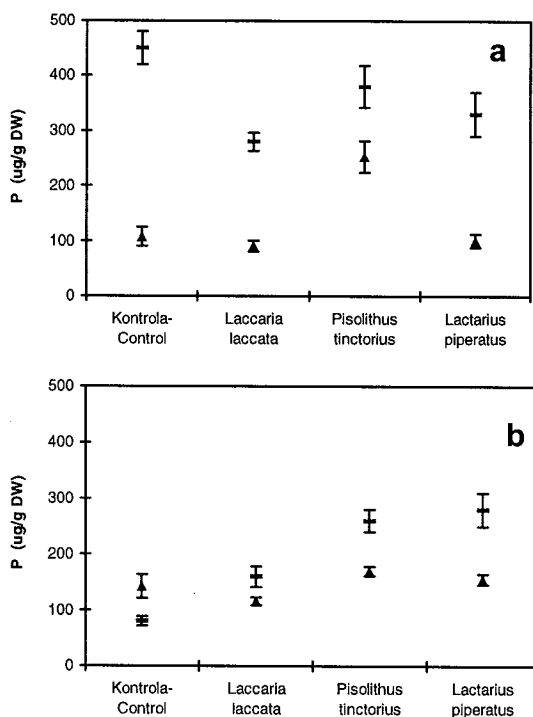 500
a
400
300
200
100
0
P (ug/g DW)
Kontrola- Laccaria Pisolithus Lactarius
Control laccata tinctorius piperatus
500
b
400
300
200
100
0
P (ug/g DW)
Kontrola- Laccaria Pisolithus Lactarius
Control laccata tinctorius piperatus